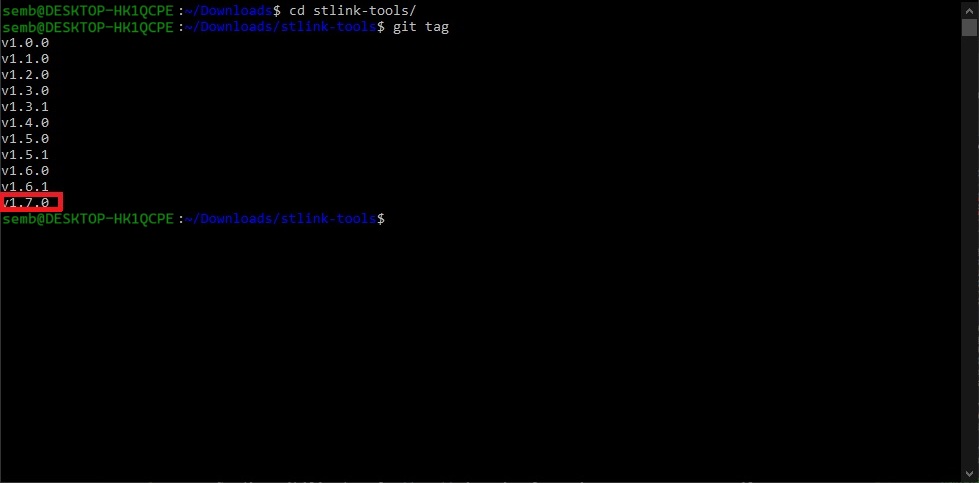 semb@DESKTOP-HK1QCPE:~/Downloads$ cd stlink-tools/
semb@DESKTOP-HK1QCPE:~/Downloads/stlink-tools$ git tag
v1.0.0
v1.1.0
v1.2.0
v1.3.0
v1.3.1
v1.4.0
v1.5.0
v1.5.1
v1.6.0
v1.6.1
v1.7.0
semb@DESKTOP-HK1QCPE:~/Downloads/stlink-tools$